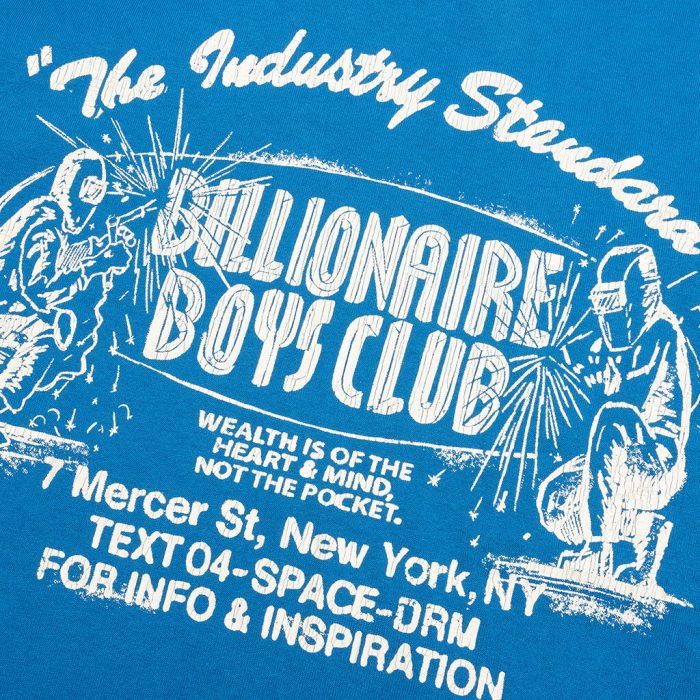 "The Industry Standard
BILLIONAIRE
BOYS CLUB
WEALTH IS OF THE
HEART & MIND,
NOT THE POCKET.
7 Mercer St, New York, NY
TEXT 04-SPACE-DRM
FOR INFO & INSPIRATION